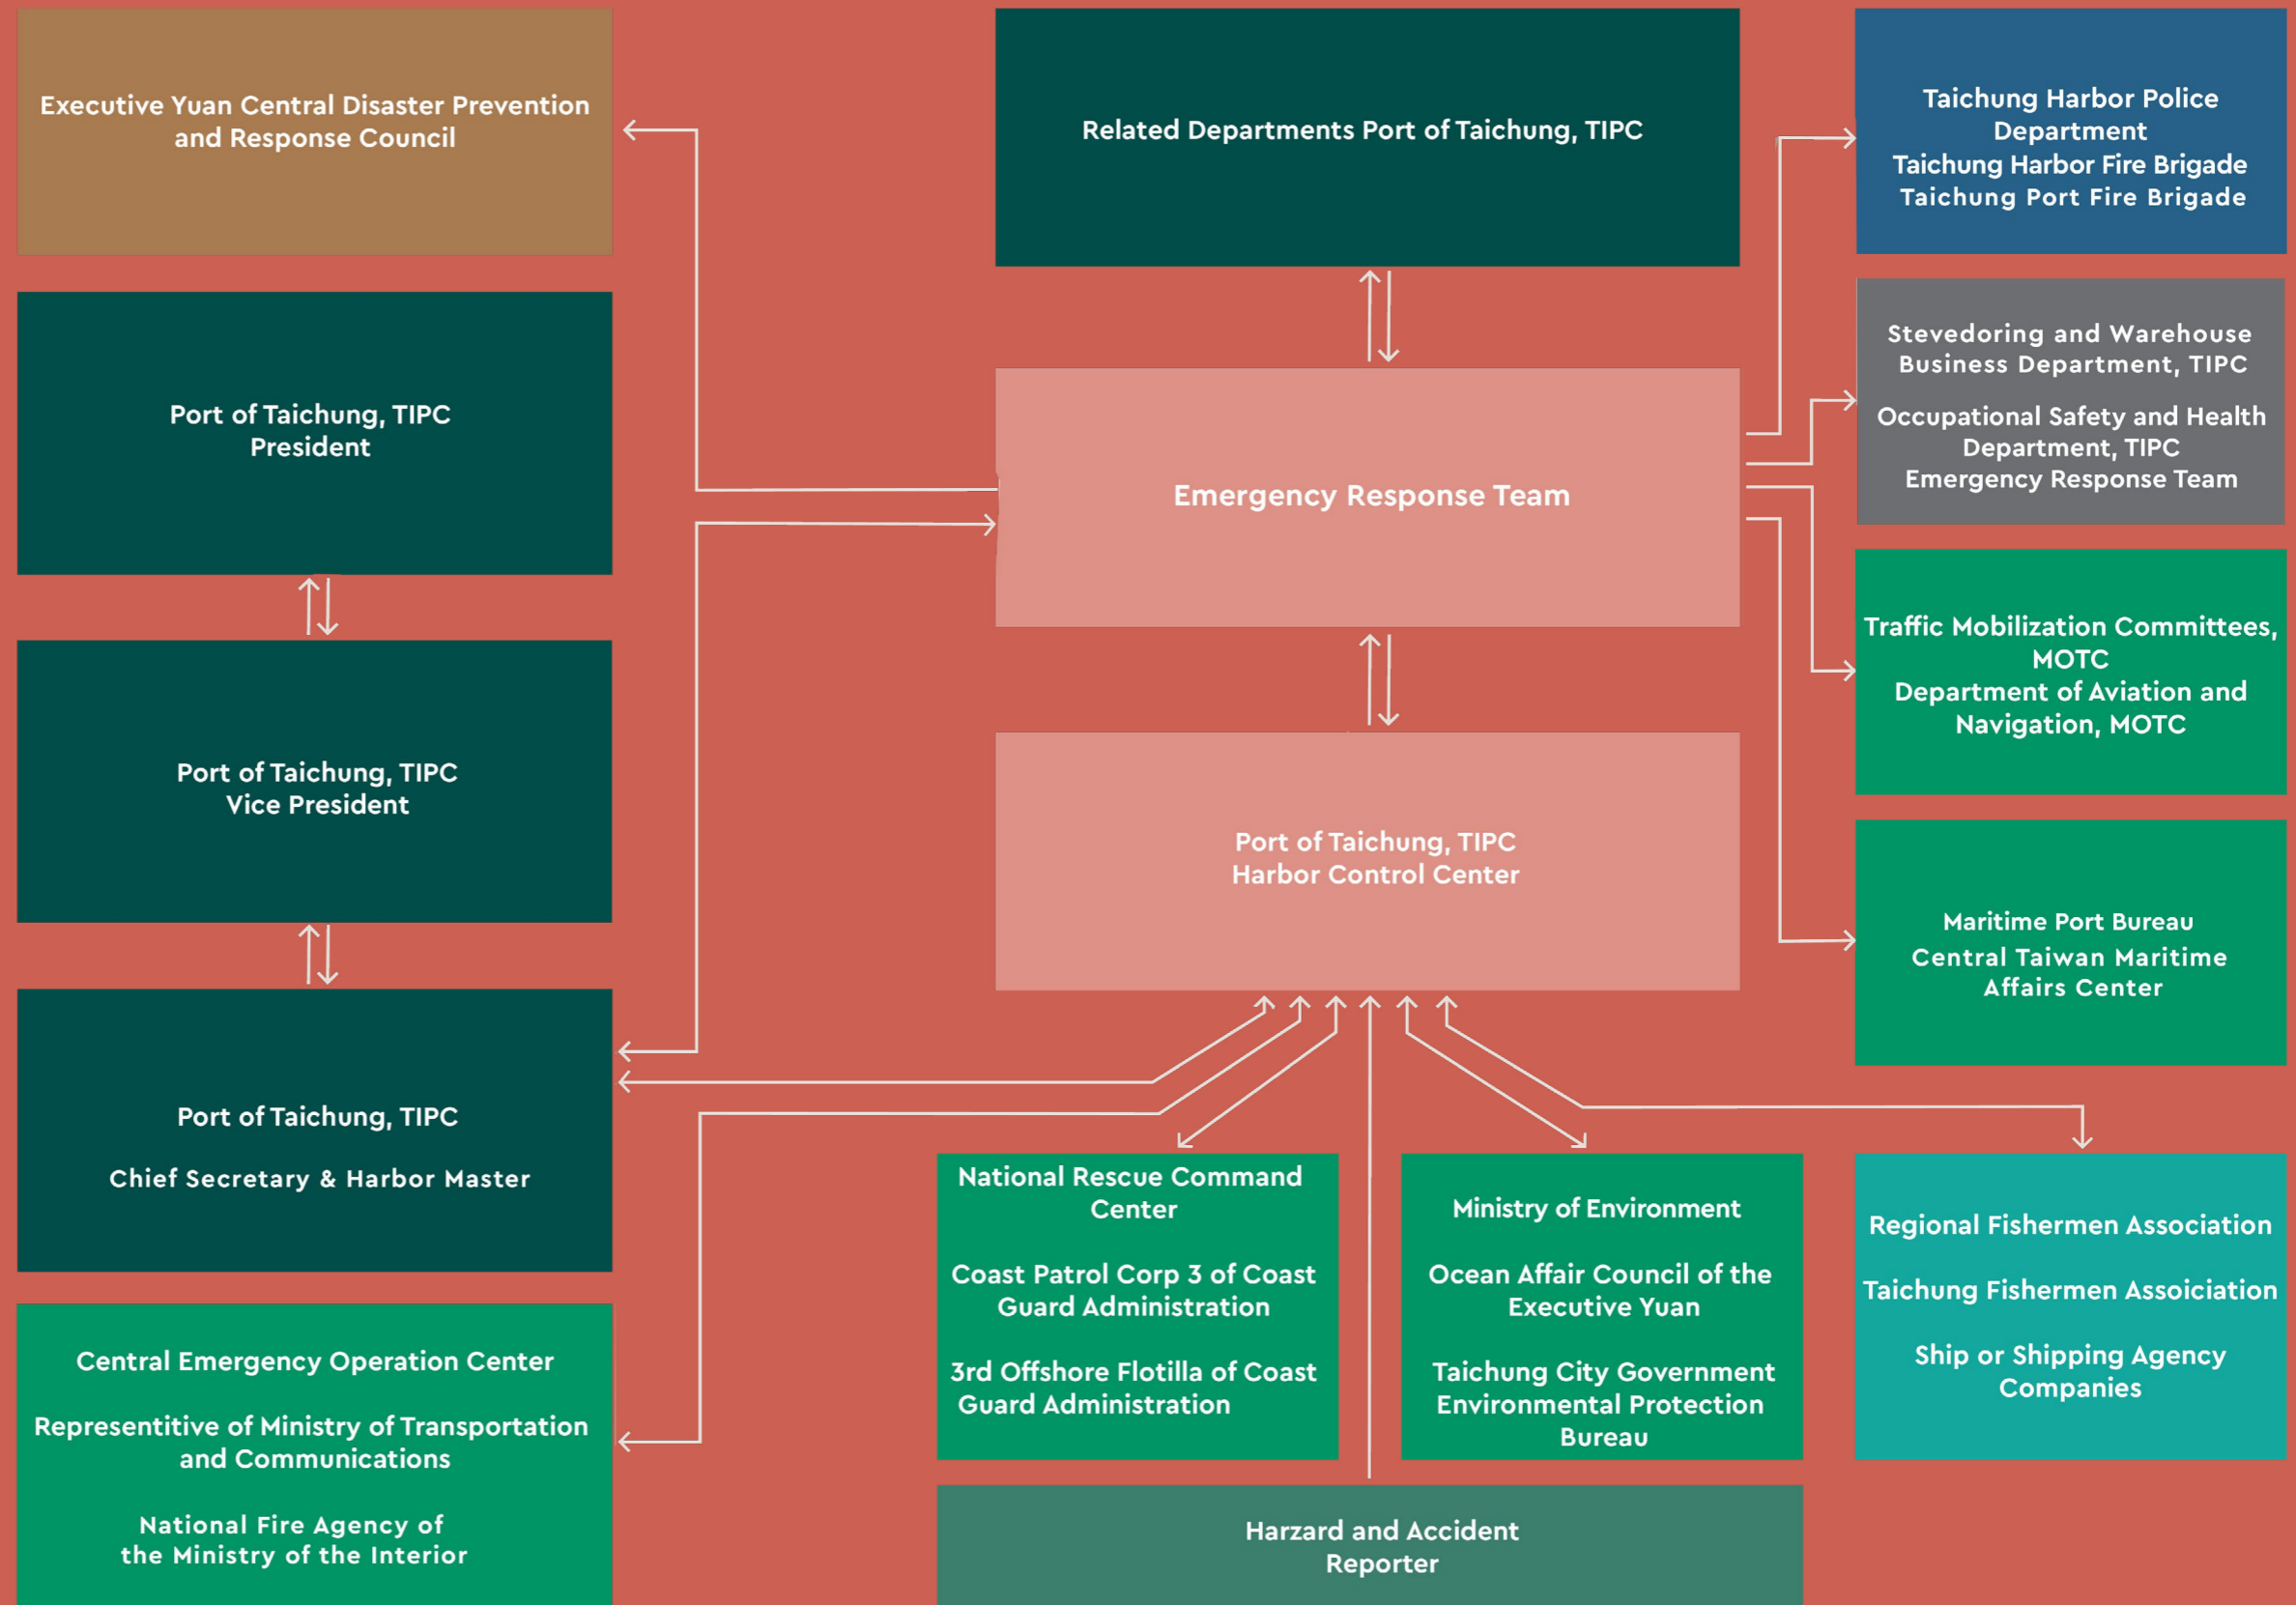 Executive Yuan Central Disaster Prevention
and Response Council
Related Departments Port of Taichung, TIPC
Taichung Harbor Police
Department
Taichung Harbor Fire Brigade
Taichung Port Fire Brigade
Port of Taichung, TIPC
President
Emergency Response Team
Stevedoring and Warehouse
Business Department, TIPC
Occupational Safety and Health
Department, TIPC
Emergency Response Team
Traffic Mobilization Committees,
MOTC
Department of Aviation and
Navigation, MOTC
Port of Taichung, TIPC
Vice President
Port of Taichung, TIPC
Harbor Control Center
Maritime Port Bureau
Central Taiwan Maritime
Affairs Center
Port of Taichung, TIPC
Chief Secretary & Harbor Master
National Rescue Command
Center
Coast Patrol Corp 3 of Coast
Guard Administration
3rd Offshore Flotilla of Coast
Guard Administration
Ministry of Environment
Ocean Affair Council of the
Executive Yuan
Taichung City Government
Environmental Protection
Bureau
Regional Fishermen Association
Taichung Fishermen Assoiciation
Ship or Shipping Agency
Companies
Central Emergency Operation Center
Representitive of Ministry of Transportation
and Communications
National Fire Agency of
the Ministry of the Interior
Harzard and Accident
Reporter